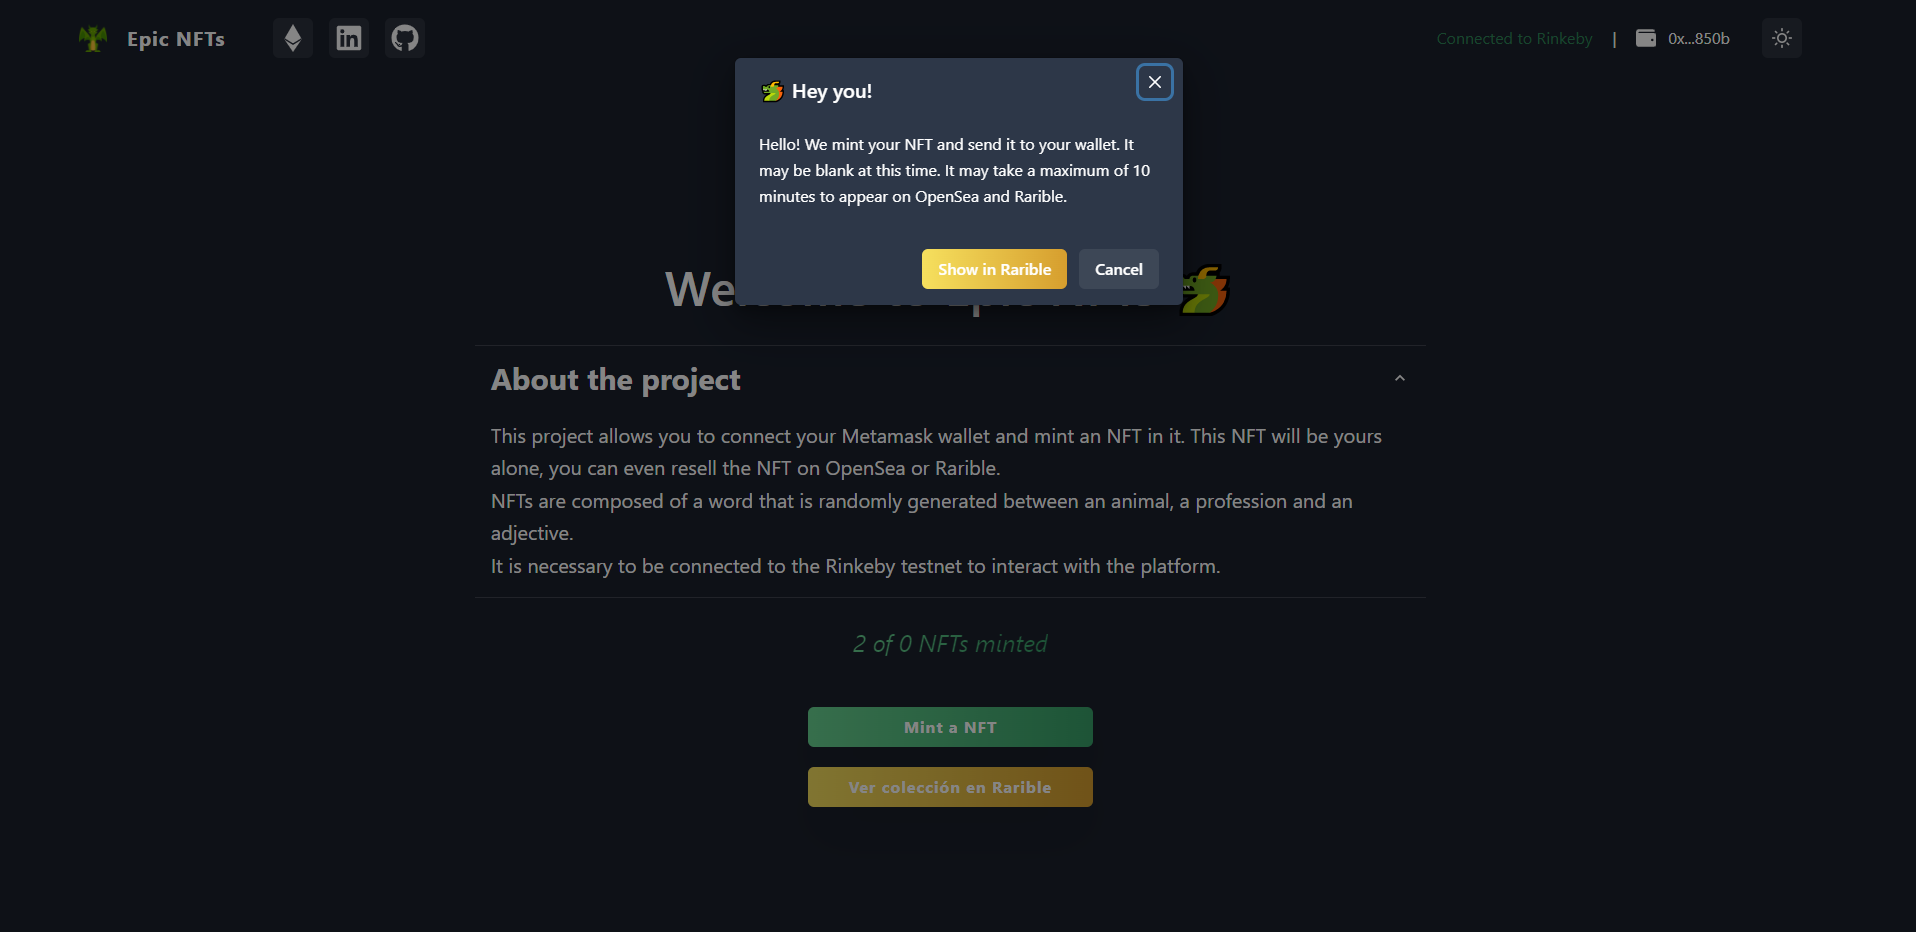 Epic NFTs
Connected to Rinkeby | 0x...850b
Hey you!
Hello! We mint your NFT and send it to your wallet. It
may be blank at this time. It may take a maximum of 10
minutes to appear on OpenSea and Rarible.
Show in Rarible
Cancel
About the project
This project allows you to connect your Metamask wallet and mint an NFT in it. This NFT will be yours
alone, you can even resell the NFT on OpenSea or Rarible.
NFTs are composed of a word that is randomly generated between an animal, a profession and an
adjective.
It is necessary to be connected to the Rinkeby testnet to interact with the platform.
2 of 0 NFTs minted
Mint a NFT
Ver colección en Rarible